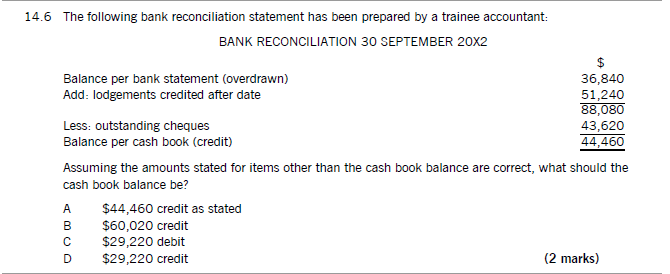 14.6 The following bank reconciliation statement has been prepared by a trainee accountant:
BANK RECONCILIATION 30 SEPTEMBER 20X2
$
Balance per bank statement (overdrawn) 36,840
Add: lodgements credited after date 51,240
88,080
Less: outstanding cheques 43,620
Balance per cash book (credit) 44,460
Assuming the amounts stated for items other than the cash book balance are correct, what should the
cash book balance be?
A $44,460 credit as stated
B $60,020 credit
C $29,220 debit
D $29,220 credit (2 marks)